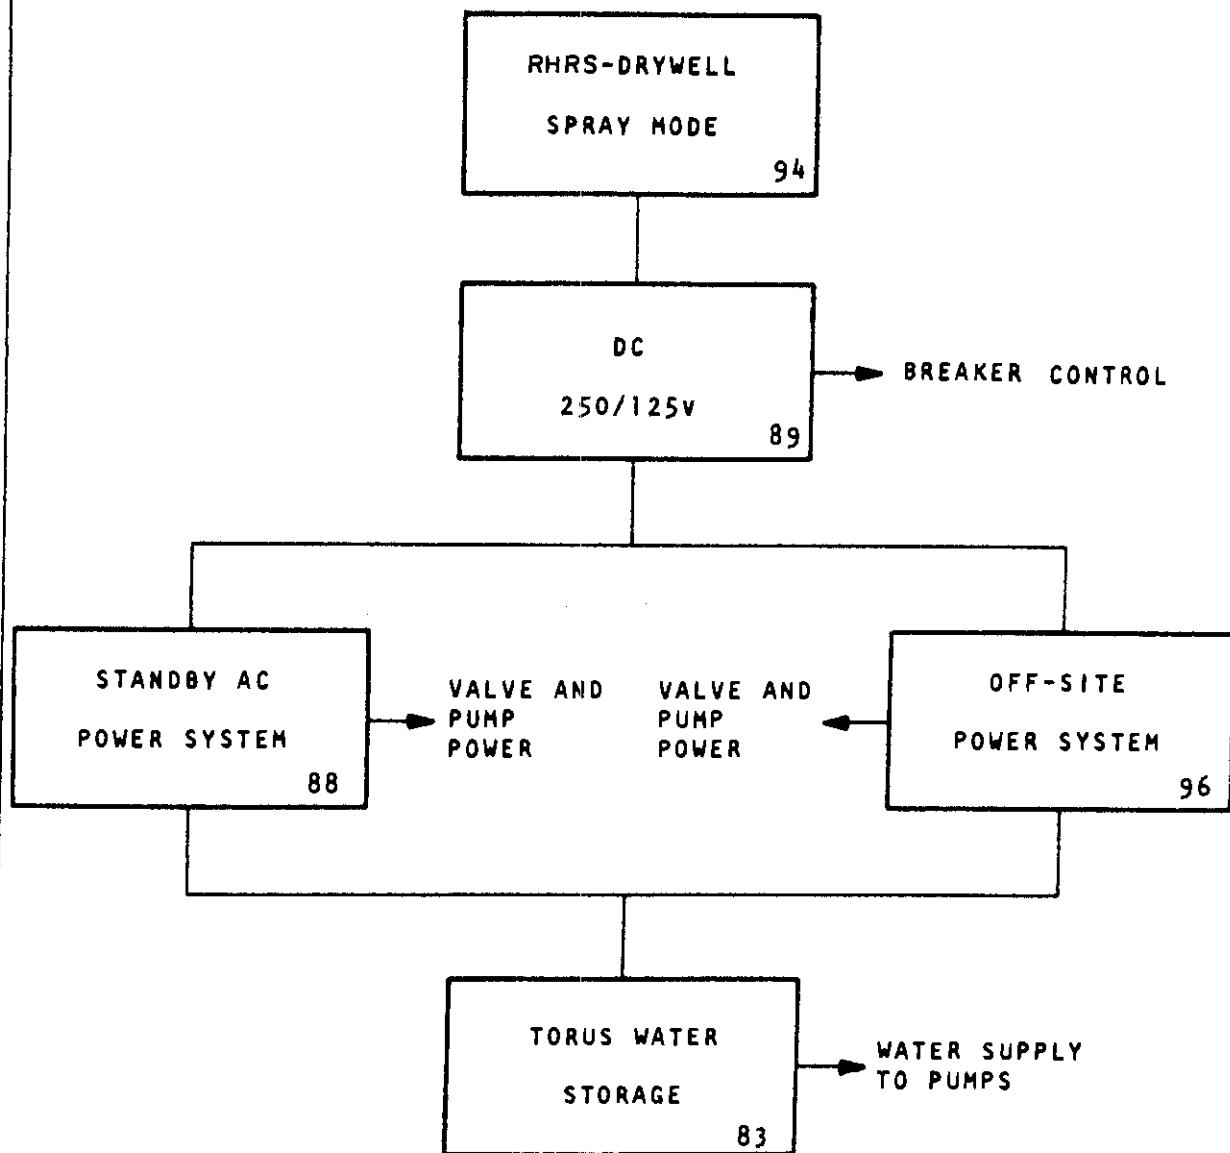 RHRS-DRYWELL
SPRAY MODE
94
DC
250/125V
89
BREAKER CONTROL
STANDBY AC
POWER SYSTEM
88
VALVE AND
PUMP
POWER
VALVE AND
PUMP
POWER
OFF-SITE
POWER SYSTEM
96
TORUS WATER
STORAGE
83
WATER SUPPLY
TO PUMPS